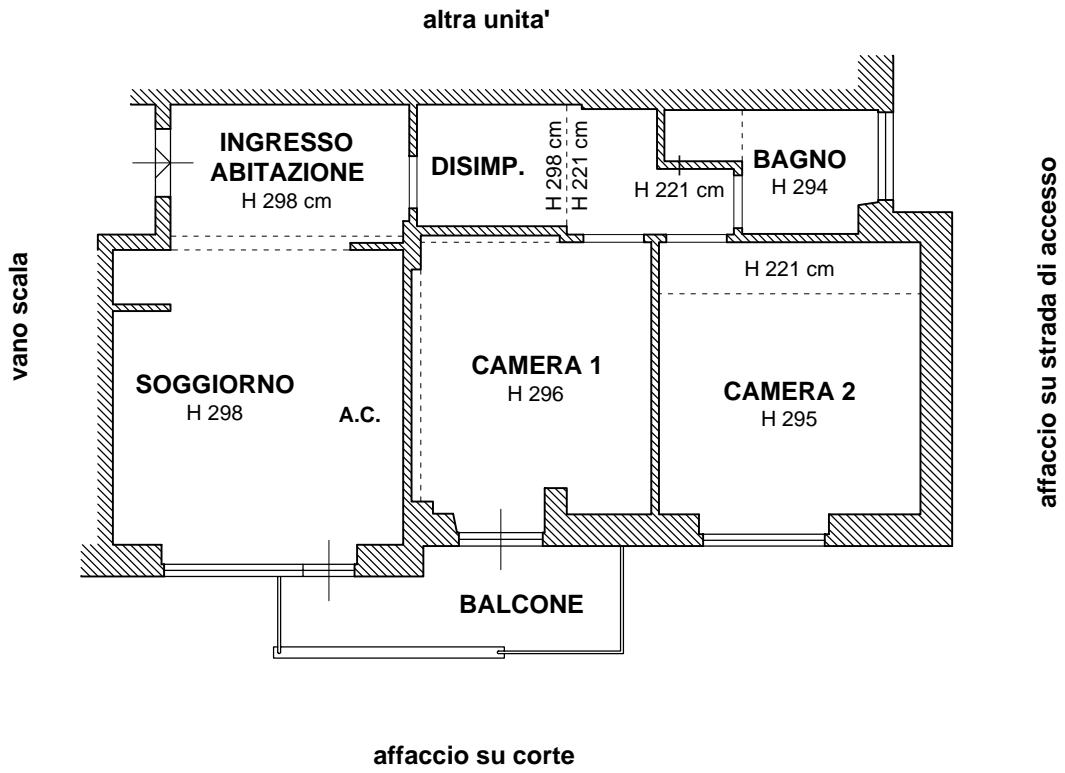 altra unita'
INGRESSO
ABITAZIONE
H 298 cm
DISIMP.
H 298 cm
H 221 cm
H 221 cm
BAGNO
H 294
vano scala
SOGGIORNO
H 298
A.C.
CAMERA 1
H 296
H 221 cm
CAMERA 2
H 295
affaccio su strada di accesso
BALCONE
affaccio su corte